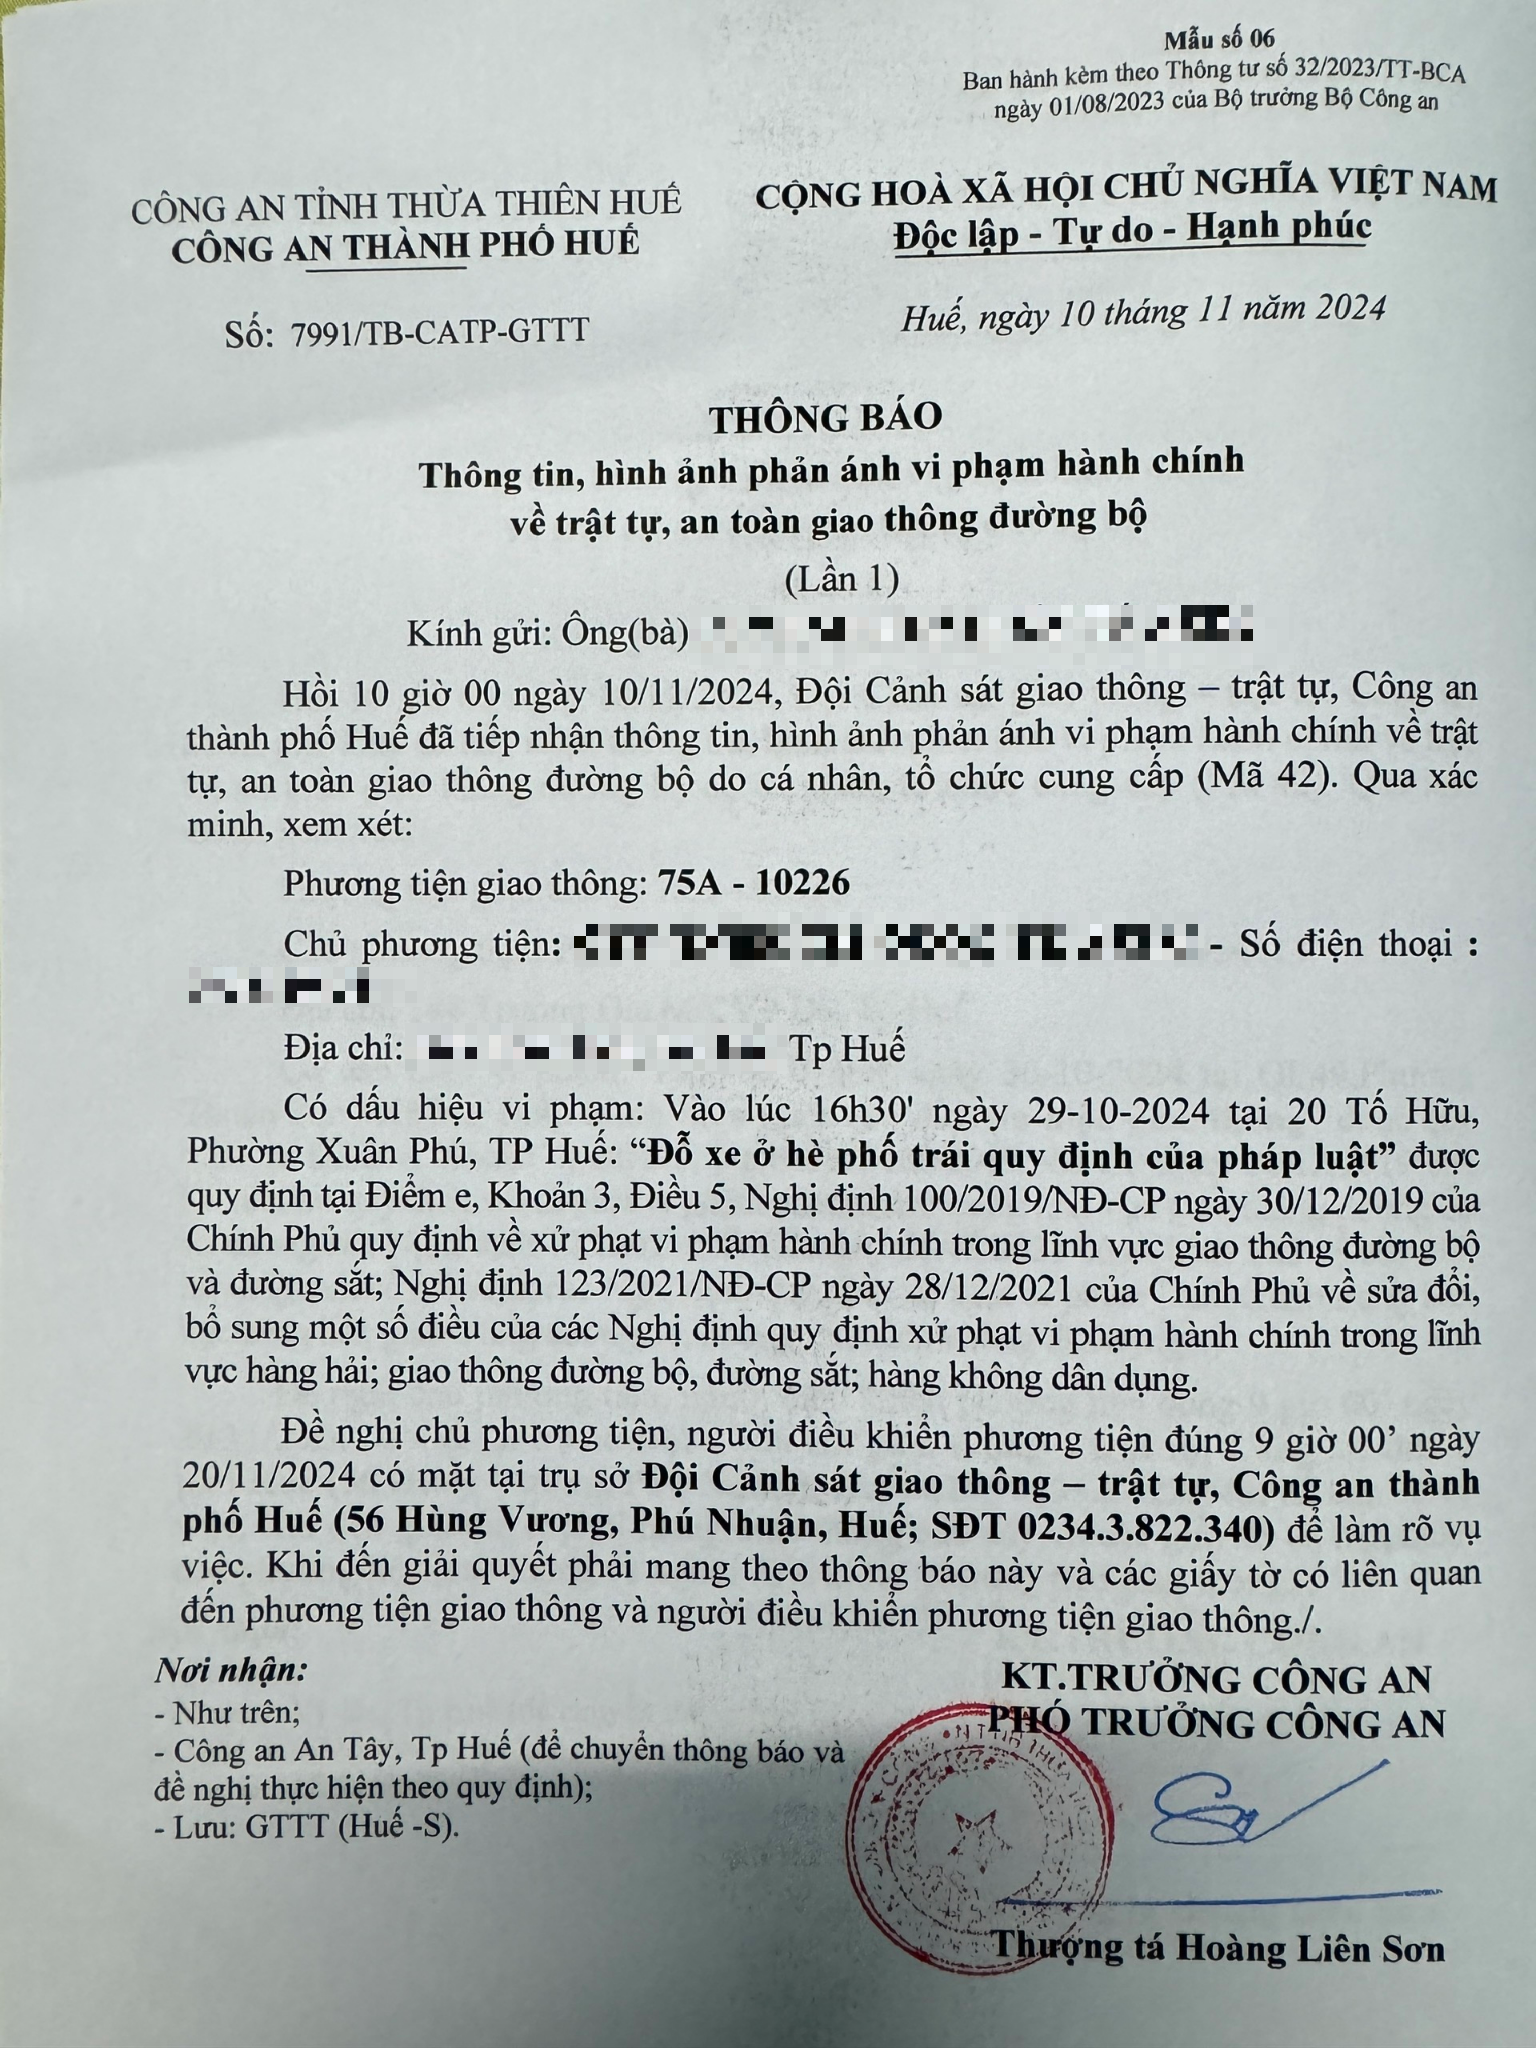 Mẫu số 06
Ban hành kèm theo Thông tư số 32/2023/TT-BCA
ngày 01/08/2023 của Bộ trưởng Bộ Công an
CÔNG AN TỈNH THỪA THIÊN HUẾ
CÔNG AN THÀNH PHỐ HUẾ
CỘNG HOÀ XÃ HỘI CHỦ NGHĨA VIỆT NAM
Độc lập - Tự do - Hạnh phúc
Số: 7991/TB-CATP-GTTT
Huế, ngày 10 tháng 11 năm 2024
THÔNG BÁO
Thông tin, hình ảnh phản ánh vi phạm hành chính
về trật tự, an toàn giao thông đường bộ
(Lần 1)
Kính gửi: Ông(bà)
Hồi 10 giờ 00 ngày 10/11/2024, Đội Cảnh sát giao thông – trật tự, Công an
thành phố Huế đã tiếp nhận thông tin, hình ảnh phản ánh vi phạm hành chính về trật
tự, an toàn giao thông đường bộ do cá nhân, tổ chức cung cấp (Mã 42). Qua xác
minh, xem xét:
Phương tiện giao thông: 75A - 10226
Chủ phương tiện: - Số điện thoại :
Địa chỉ: Tp Huế
Có dấu hiệu vi phạm: Vào lúc 16h30' ngày 29-10-2024 tại 20 Tố Hữu,
Phường Xuân Phú, TP Huế: “Đỗ xe ở hè phố trái quy định của pháp luật” được
quy định tại Điểm e, Khoản 3, Điều 5, Nghị định 100/2019/NĐ-CP ngày 30/12/2019 của
Chính Phủ quy định về xử phạt vi phạm hành chính trong lĩnh vực giao thông đường bộ
và đường sắt; Nghị định 123/2021/NĐ-CP ngày 28/12/2021 của Chính Phủ về sửa đổi,
bổ sung một số điều của các Nghị định quy định xử phạt vi phạm hành chính trong lĩnh
vực hàng hải; giao thông đường bộ, đường sắt; hàng không dân dụng.
Đề nghị chủ phương tiện, người điều khiển phương tiện đúng 9 giờ 00’ ngày
20/11/2024 có mặt tại trụ sở Đội Cảnh sát giao thông – trật tự, Công an thành
phố Huế (56 Hùng Vương, Phú Nhuận, Huế; SĐT 0234.3.822.340) để làm rõ vụ
việc. Khi đến giải quyết phải mang theo thông báo này và các giấy tờ có liên quan
đến phương tiện giao thông và người điều khiển phương tiện giao thông./.
Nơi nhận:
- Như trên;
- Công an An Tây, Tp Huế (để chuyển thông báo và
đề nghị thực hiện theo quy định);
- Lưu: GTTT (Huế -S).
KT.TRƯỞNG CÔNG AN
PHÓ TRƯỞNG CÔNG AN
Thượng tá Hoàng Liên Sơn